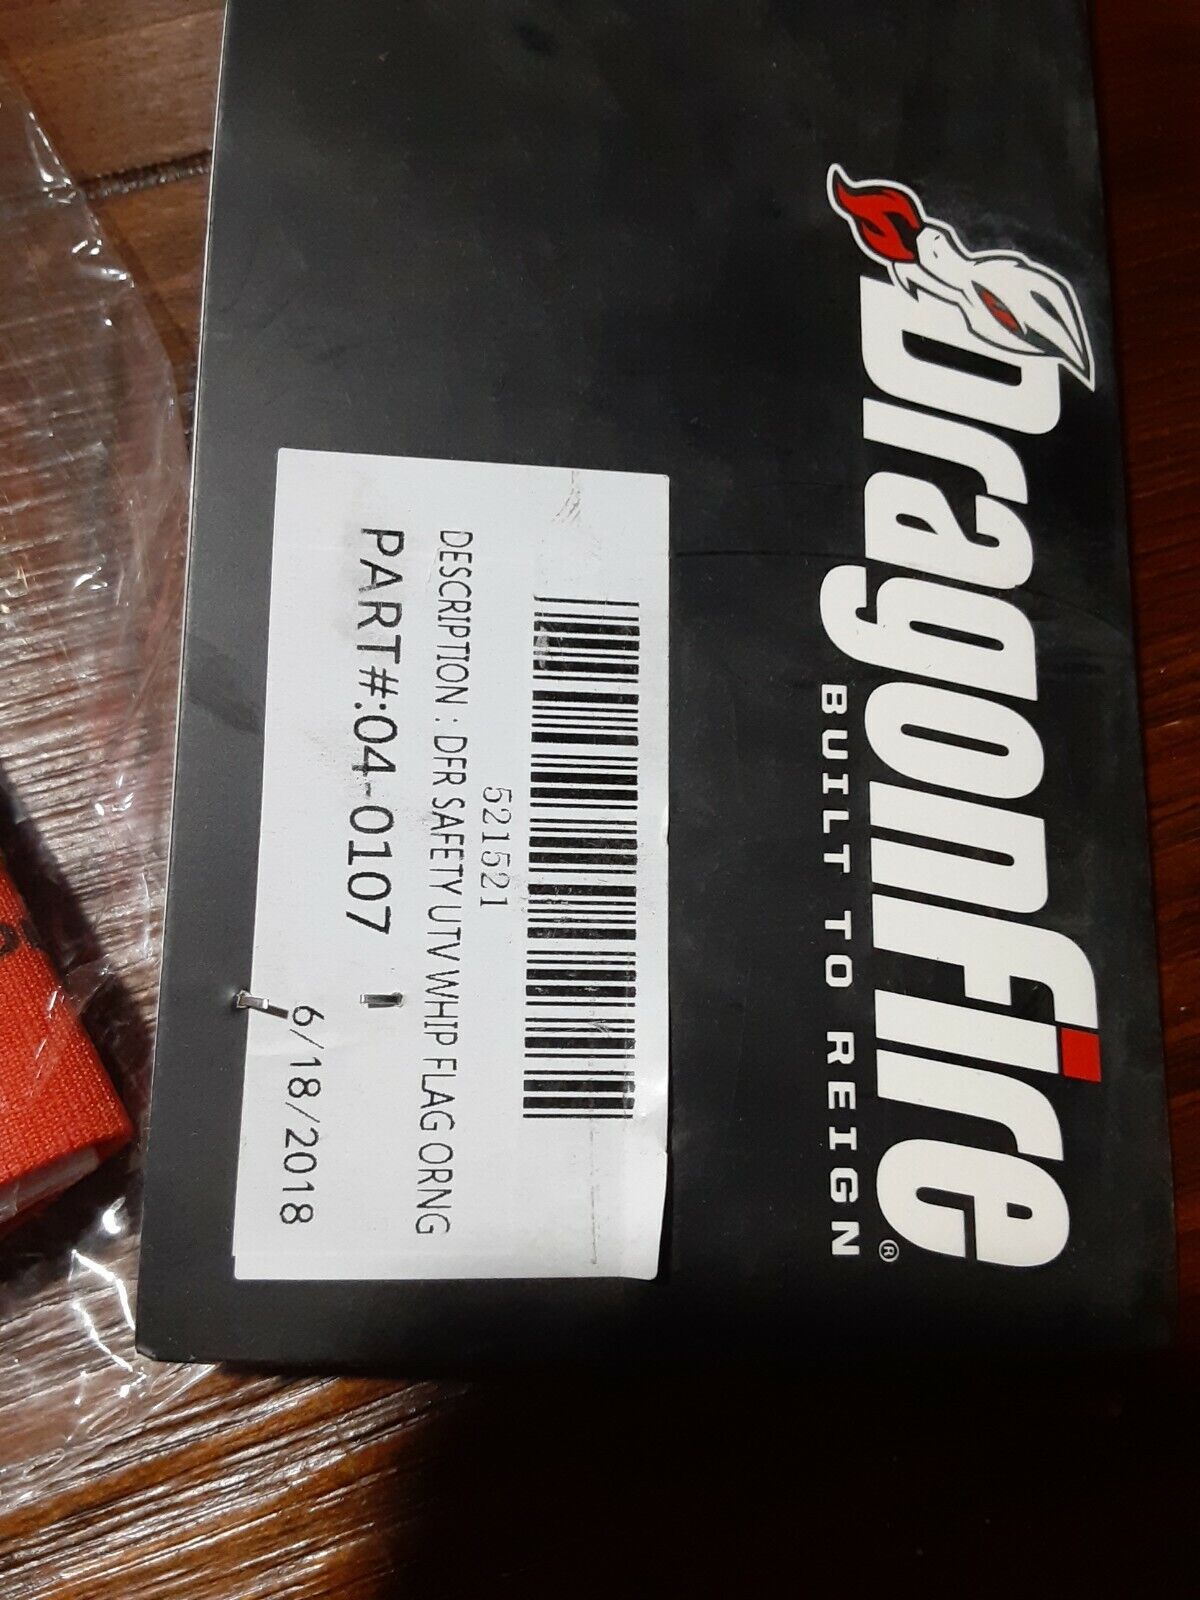 DragonFire®
BUILT TO REIGN
521521
DESCRIPTION : DFR SAFETY UTV WHIP FLAG ORNG
PART#:04-0107
6/18/2018